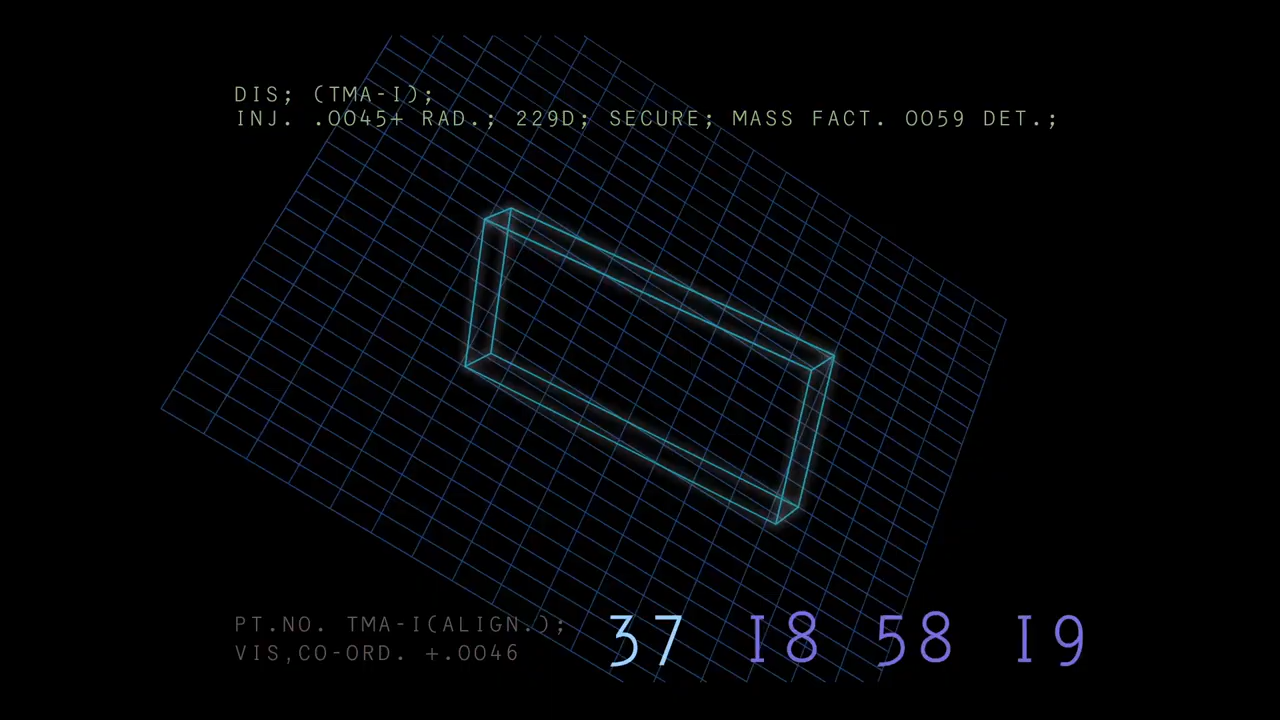 DIS; (TMA-I);
INJ. .0045+ RAD.; 229D; SECURE; MASS FACT. 0059 DET.;
PT.NO. TMA-I(ALIGN.);
VIS,CO-ORD. +.0046
37 I8 58 I9